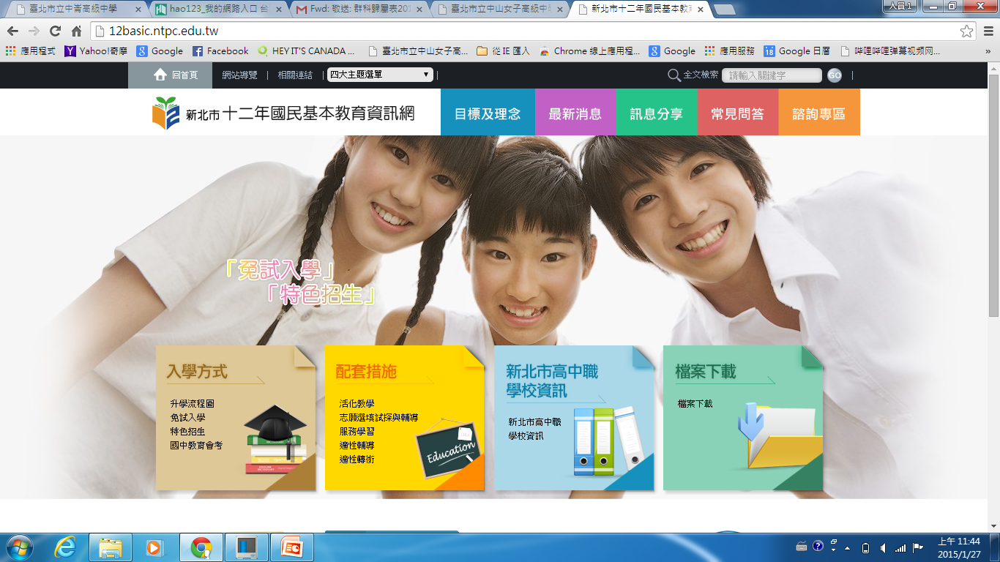 臺北市立中崙高級中學
hao123_我的網路入口 台
Fwd: 敬送: 群科歸屬表201
臺北市立中山女子高級中
新北市十二年國民基本教
人員 1
12basic.ntpc.edu.tw
應用程式
Yahoo!奇摩
Google
Facebook
HEY IT'S CANADA ...
臺北市立中山女子高...
從 IE 匯入
Chrome 線上應用程...
Google
應用服務
18
Google 日曆
哔哩哔哩弹幕视频网...
»
回首頁
網站導覽 | 相關連結 |
四大主題選單
|
全文檢索
請輸入關鍵字
GO
|
新北市 十二年國民基本教育資訊網
目標及理念
最新消息
訊息分享
常見問答
諮詢專區
「免試入學」
「特色招生」
入學方式
升學流程圖
免試入學
特色招生
國中教育會考
配套措施
活化教學
志願選填試探與輔導
服務學習
適性輔導
適性轉銜
Education
新北市高中職
學校資訊
新北市高中職
學校資訊
檔案下載
檔案下載
上午 11:44
2015/1/27